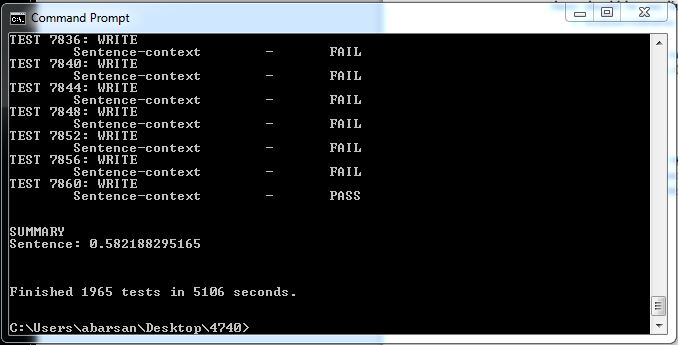 Command Prompt
TEST 7836: WRITE
Sentence-context - FAIL
TEST 7840: WRITE
Sentence-context - FAIL
TEST 7844: WRITE
Sentence-context - FAIL
TEST 7848: WRITE
Sentence-context - FAIL
TEST 7852: WRITE
Sentence-context - FAIL
TEST 7856: WRITE
Sentence-context - FAIL
TEST 7860: WRITE
Sentence-context - PASS
SUMMARY
Sentence: 0.582188295165
Finished 1965 tests in 5106 seconds.
C:\Users\abarsan\Desktop\4740>